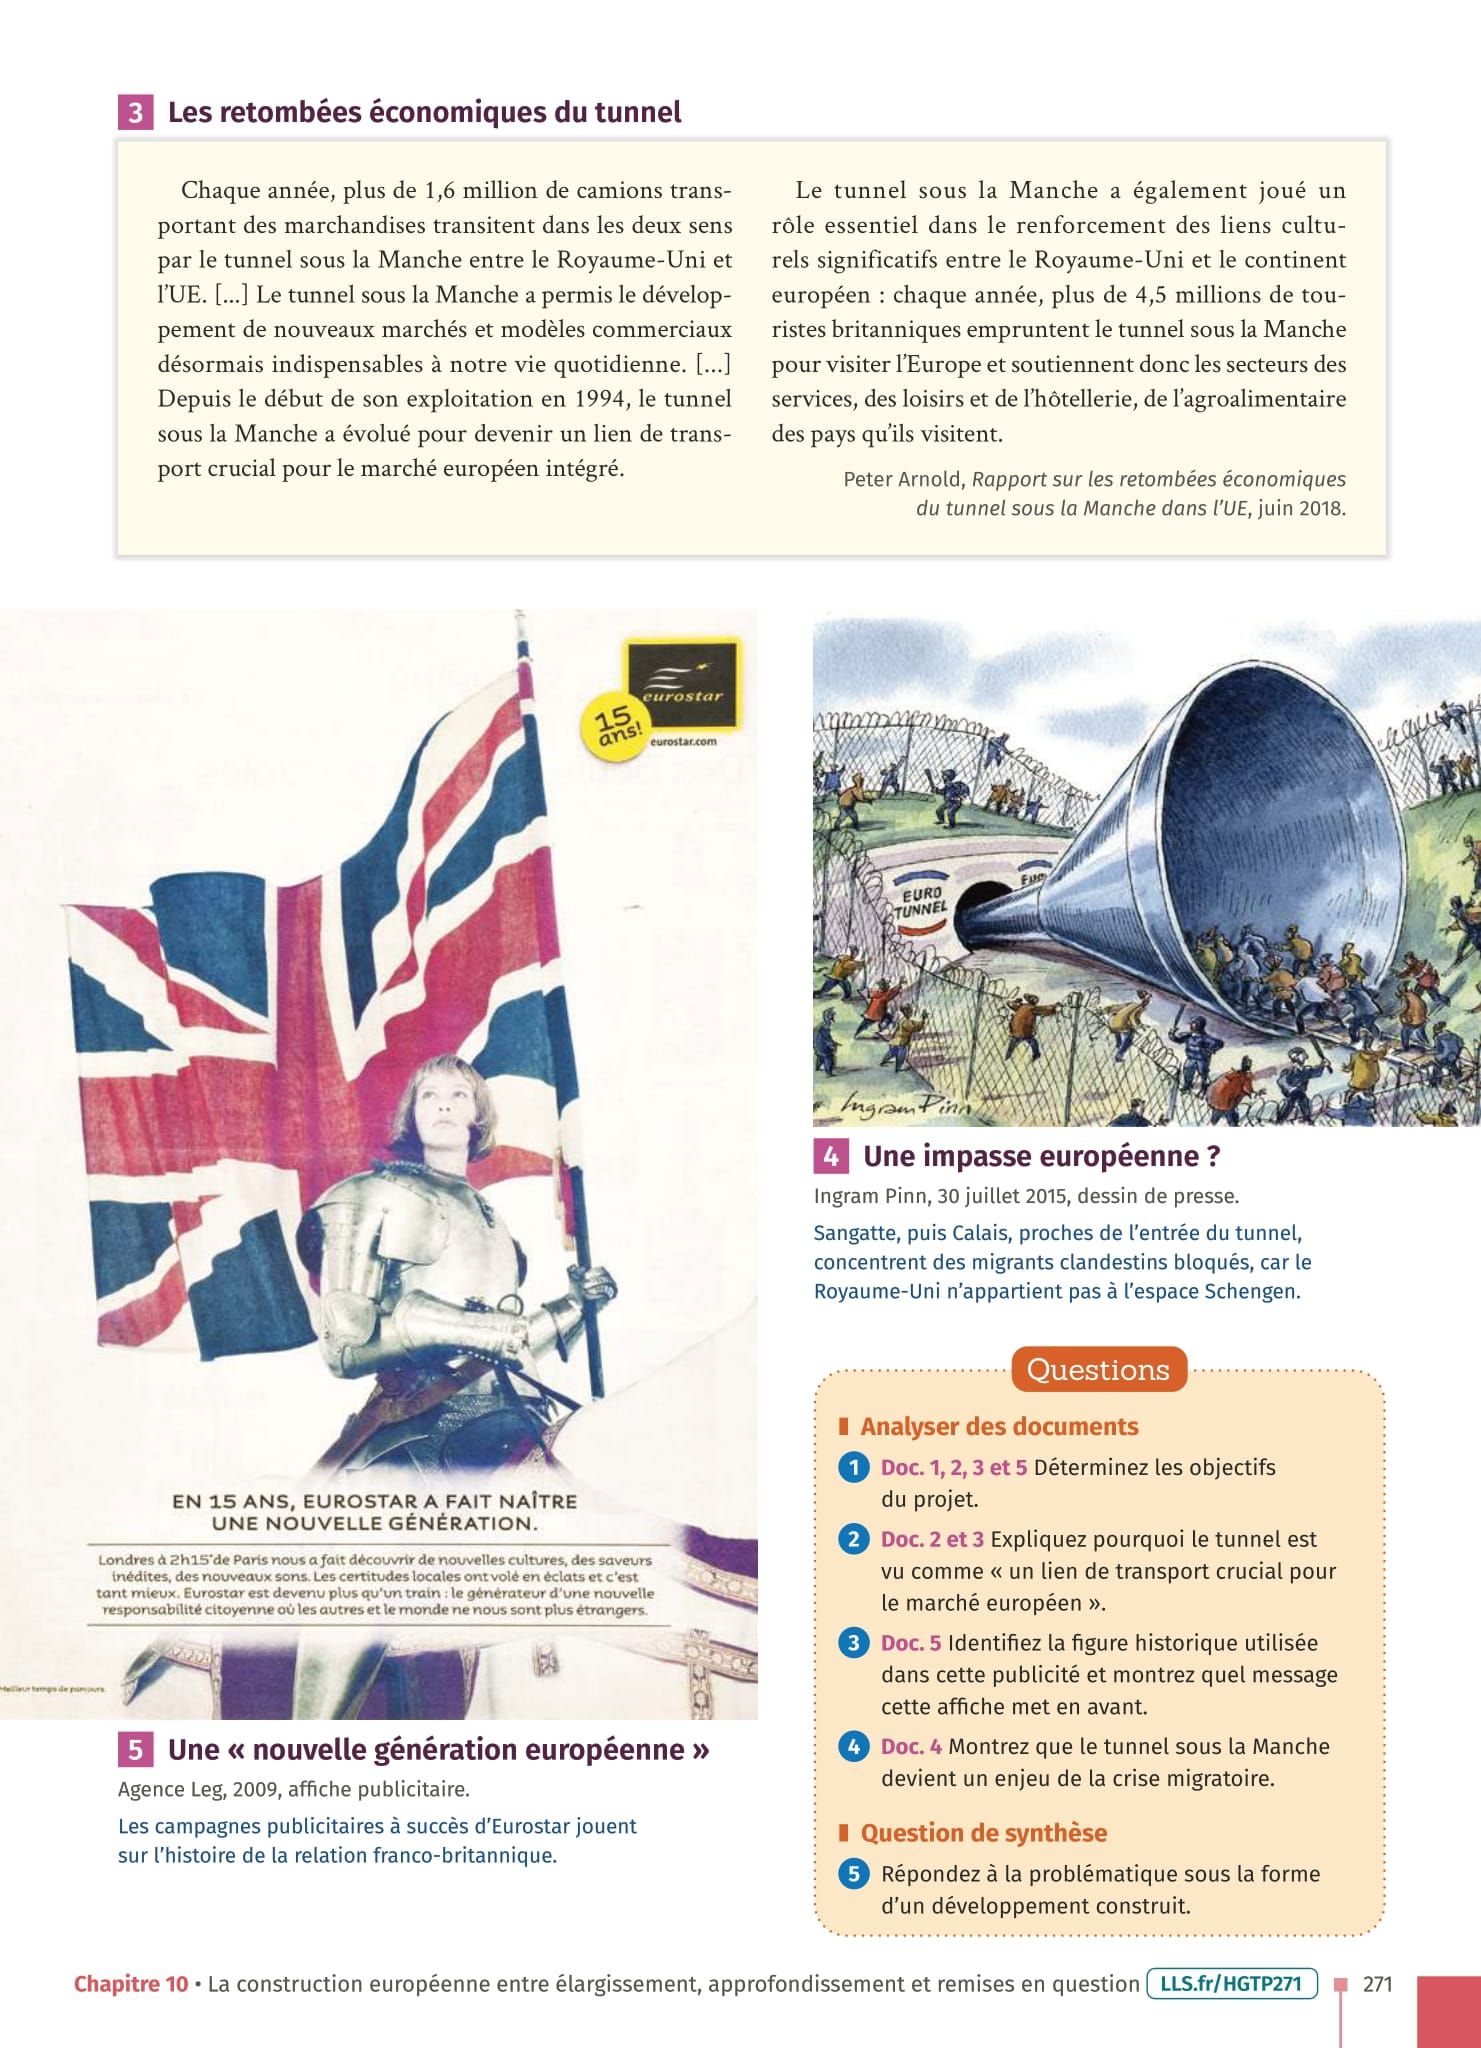 3 Les retombées économiques du tunnel
Chaque année, plus de 1,6 million de camions trans-
portant des marchandises transitent dans les deux sens
par le tunnel sous la Manche entre le Royaume-Uni et
l'UE. [...] Le tunnel sous la Manche a permis le dévelop-
pement de nouveaux marchés et modèles commerciaux
désormais indispensables à notre vie quotidienne. [...]
Depuis le début de son exploitation en 1994, le tunnel
sous la Manche a évolué pour devenir un lien de trans-
port crucial pour le marché européen intégré.
Le tunnel sous la Manche a également joué un
rôle essentiel dans le renforcement des liens cultu-
rels significatifs entre le Royaume-Uni et le continent
européen : chaque année, plus de 4,5 millions de tou-
ristes britanniques empruntent le tunnel sous la Manche
pour visiter l'Europe et soutiennent donc les secteurs des
services, des loisirs et de l'hôtellerie, de l'agroalimentaire
des pays qu'ils visitent.
Peter Arnold, Rapport sur les retombées économiques
du tunnel sous la Manche dans l'UE, juin 2018.
eurostar
15
ans!
eurostar.com
EN 15 ANS, EUROSTAR A FAIT NAÎTRE
UNE NOUVELLE GÉNÉRATION.
Londres à 2h15*de Paris nous a fait découvrir de nouvelles cultures, des saveurs
inédites, des nouveaux sons. Les certitudes locales ont volé en éclats et c'est
tant mieux. Eurostar est devenu plus qu'un train : le générateur d'une nouvelle
responsabilité citoyenne où les autres et le monde ne nous sont plus étrangers.
Meilleur temps de parcours.
5 Une « nouvelle génération européenne »
Agence Leg, 2009, affiche publicitaire.
Les campagnes publicitaires à succès d'Eurostar jouent
sur l'histoire de la relation franco-britannique.
EURO
TUNNEL
Ingram Pinn
4 Une impasse européenne ?
Ingram Pinn, 30 juillet 2015, dessin de presse.
Sangatte, puis Calais, proches de l'entrée du tunnel,
concentrent des migrants clandestins bloqués, car le
Royaume-Uni n'appartient pas à l'espace Schengen.
Questions
Analyser des documents
1 Doc. 1, 2, 3 et 5 Déterminez les objectifs
du projet.
2 Doc. 2 et 3 Expliquez pourquoi le tunnel est
vu comme « un lien de transport crucial pour
le marché européen ».
3 Doc. 5 Identifiez la figure historique utilisée
dans cette publicité et montrez quel message
cette affiche met en avant.
4 Doc. 4 Montrez que le tunnel sous la Manche
devient un enjeu de la crise migratoire.
Question de synthèse
5 Répondez à la problématique sous la forme
d'un développement construit.
Chapitre 10 • La construction européenne entre élargissement, approfondissement et remises en question LLS.fr/HGTP271 271